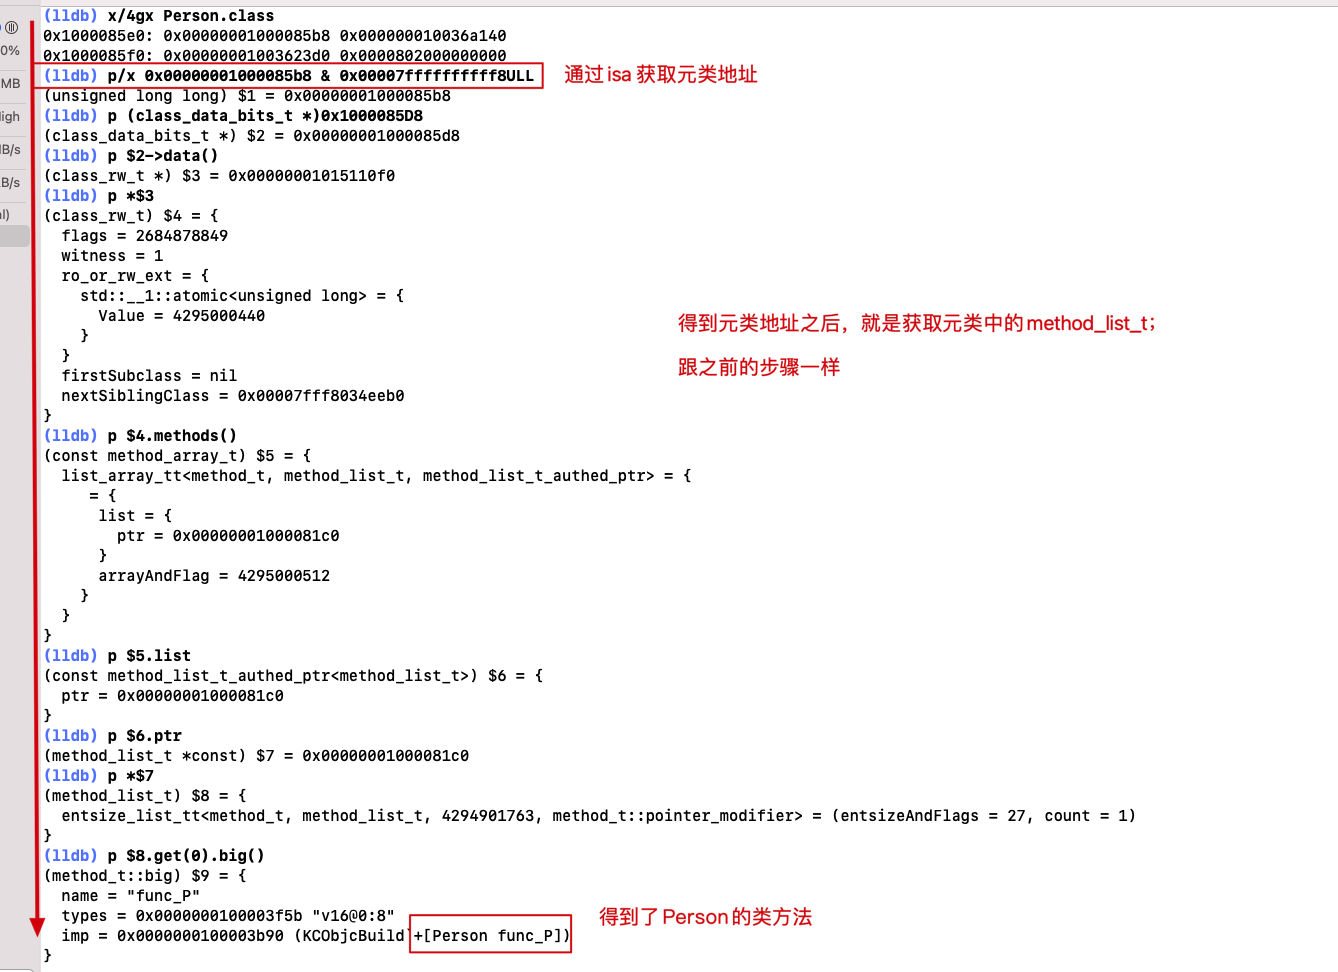 (lldb) x/4gx Person.class
0x1000085e0: 0x00000001000085b8 0x000000010036a140
0x1000085f0: 0x00000001003623d0 0x0000802000000000
(lldb) p/x 0x00000001000085b8 & 0x00007ffffffffff8ULL
通过isa 获取元类地址
(unsigned long long) $1 = 0x00000001000085b8
(lldb) p (class_data_bits_t *)0x1000085D8
(class_data_bits_t *) $2 = 0x00000001000085d8
(lldb) p $2->data()
(class_rw_t *) $3 = 0x00000001015110f0
(lldb) p *$3
(class_rw_t) $4 = {
  flags = 2684878849
  witness = 1
  ro_or_rw_ext = {
    std::__1::atomic<unsigned long> = {
      Value = 4295000440
    }
  }
  firstSubclass = nil
  nextSiblingClass = 0x00007fff8034eeb0
}
得到元类地址之后，就是获取元类中的method_list_t；
跟之前的步骤一样
(lldb) p $4.methods()
(const method_array_t) $5 = {
  list_array_tt<method_t, method_list_t, method_list_t_authed_ptr> = {
     = {
      list = {
        ptr = 0x00000001000081c0
      }
      arrayAndFlag = 4295000512
    }
  }
}
(lldb) p $5.list
(const method_list_t_authed_ptr<method_list_t>) $6 = {
  ptr = 0x00000001000081c0
}
(lldb) p $6.ptr
(method_list_t *const) $7 = 0x00000001000081c0
(lldb) p *$7
(method_list_t) $8 = {
  entsize_list_tt<method_t, method_list_t, 4294901763, method_t::pointer_modifier> = (entsizeAndFlags = 27, count = 1)
}
(lldb) p $8.get(0).big()
(method_t::big) $9 = {
  name = "func_P"
  types = 0x0000000100003f5b "v16@0:8"
  imp = 0x0000000100003b90 (KCObjcBuild`+[Person func_P])
}
得到了Person的类方法
0%
MB
igh
B/s
B/s
l)